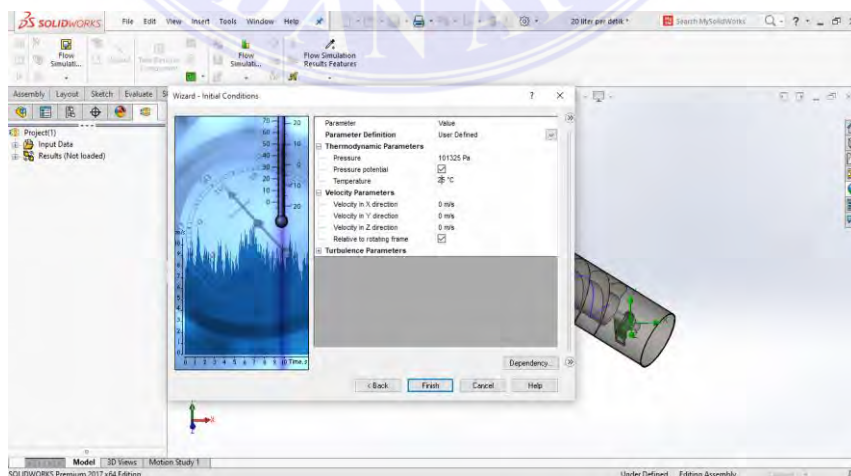 SOLIDWORKS File Edit View Insert Tools Window Help 20 liter per detik * Search MySolidWorks
Flow Simulati... Flow Simulati... Flow Simulation Results Features
Assembly Layout Sketch Evaluate
Wizard - Initial Conditions ? ×
Project(1)
Input Data
Results (Not loaded)
Parameter Value
Parameter Definition User Defined
Thermodynamic Parameters
Pressure 101325 Pa
Pressure potential
Temperature °C
Velocity Parameters
Velocity in X direction 0 m/s
Velocity in Y direction 0 m/s
Velocity in Z direction 0 m/s
Relative to rotating frame
Turbulence Parameters
Dependency...
< Back Finish Cancel Help
Model 3D Views Motion Study 1
SOLIDWORKS Premium 2017 x64 Edition Under Defined Editing Assembly